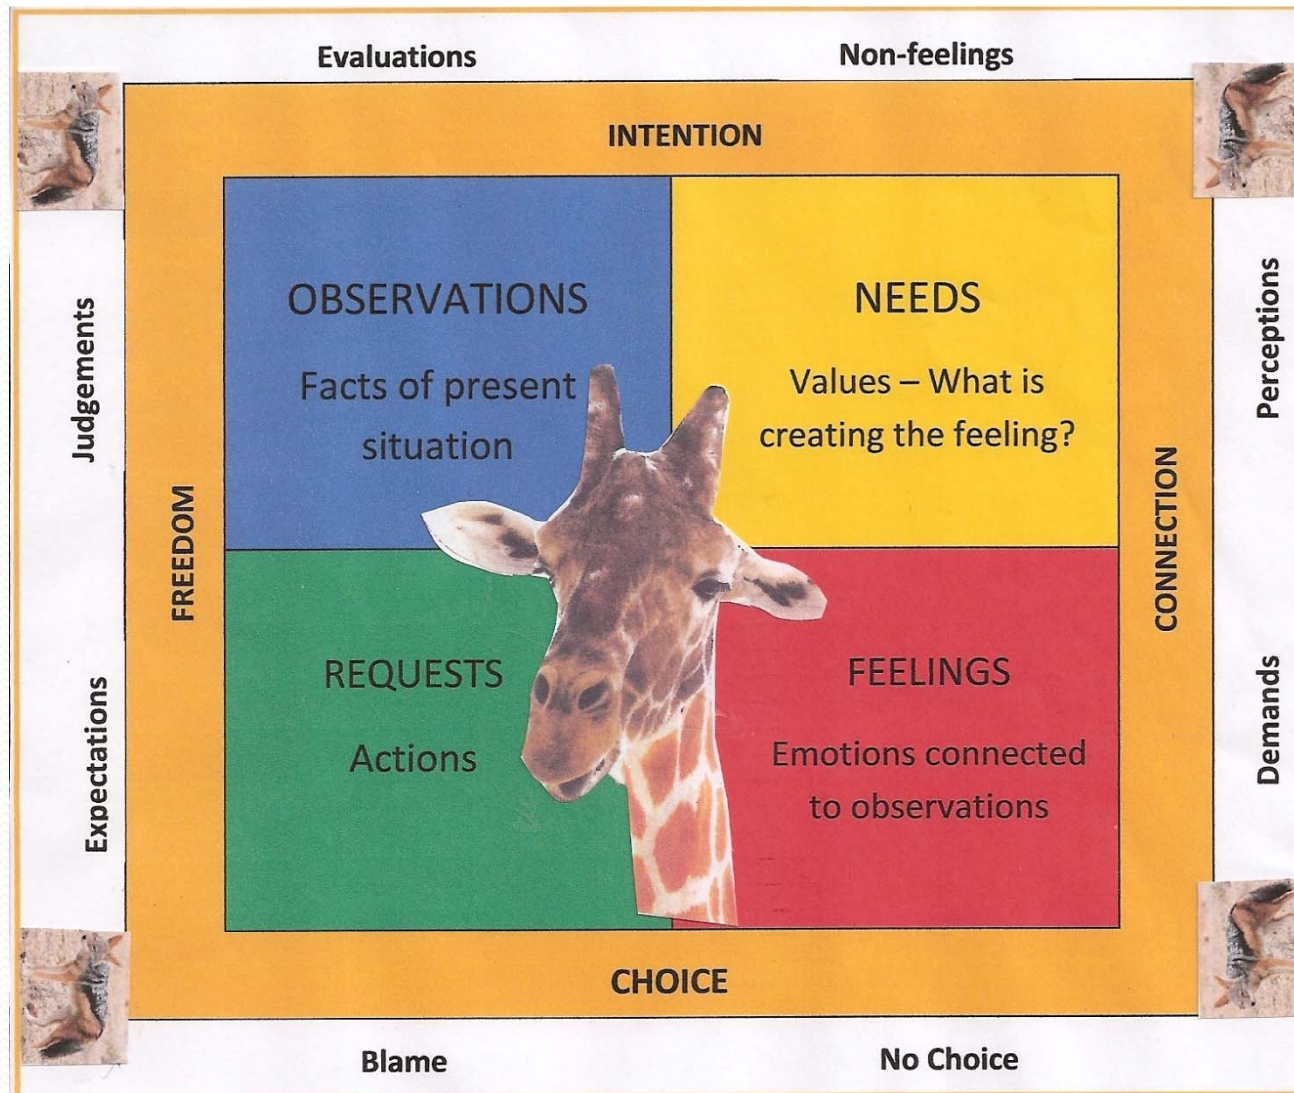 Evaluations
Non-feelings
INTENTION
Judgements
Expectations
FREEDOM
OBSERVATIONS
Facts of present
situation
NEEDS
Values – What is
creating the feeling?
REQUESTS
Actions
FEELINGS
Emotions connected
to observations
CONNECTION
Perceptions
Demands
CHOICE
Blame
No Choice